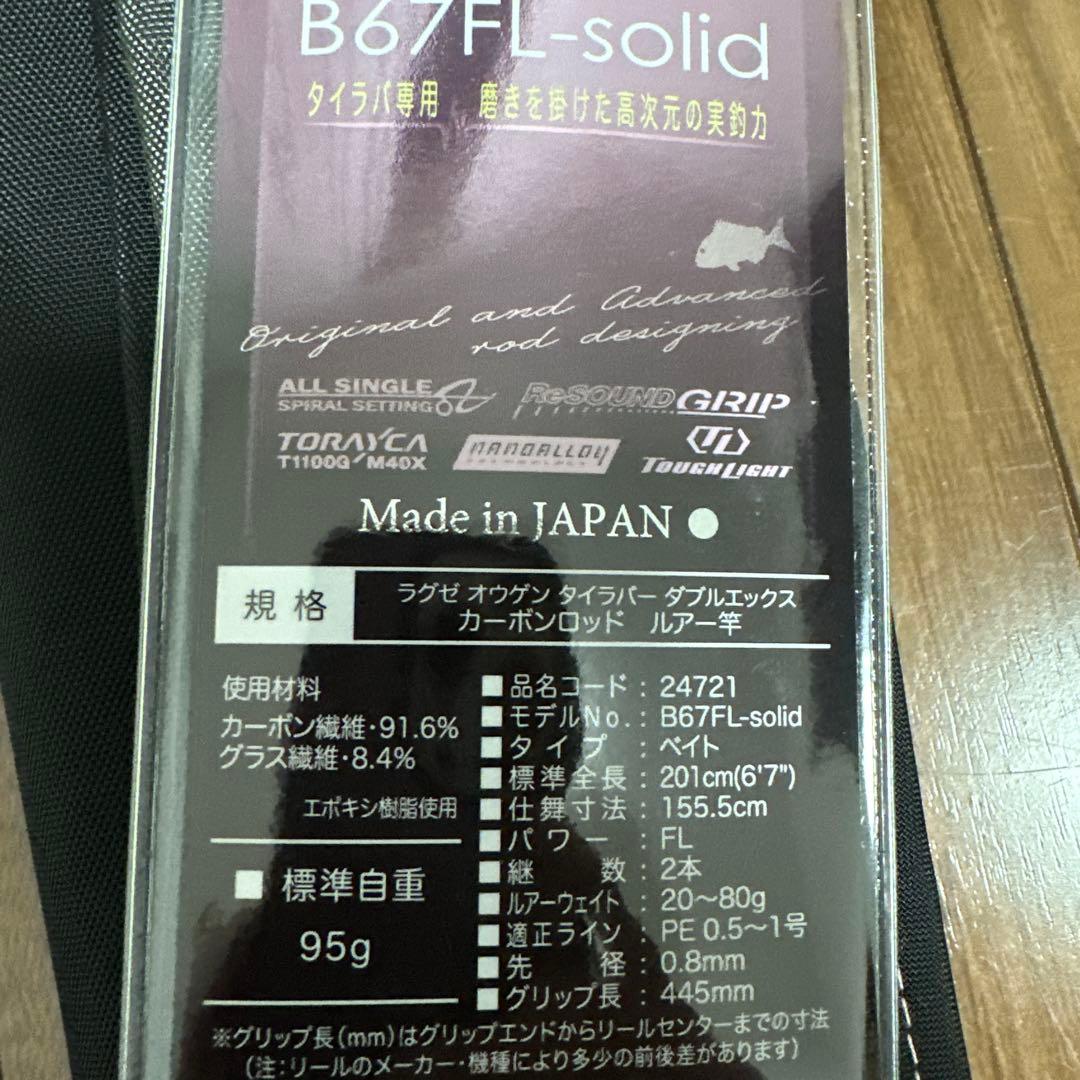 B67FL-solid
タイラバ専用 磨きを掛けた高次元の実釣力
Original and Advanced
rod designing
ALL SINGLE
SPIRAL SETTING
ReSOUND GRIP
TORAYCA
T1100G M40X
NANOALLOY
TECHNOLOGY
TL
TOUGHLIGHT
Made in JAPAN
規格
ラグゼ オウゲン タイラバー ダブルエックス
カーボンロッド ルアー竿
使用材料
カーボン繊維・91.6%
グラス繊維・8.4%
エポキシ樹脂使用
■ 標準自重
95g
■品名コード：24721
■モデルNo.：B67FL-solid
■タイプ：ベイト
■標準全長：201cm(6'7")
■仕舞寸法：155.5cm
■パワー：FL
■継数：2本
■ルアーウェイト：20〜80g
■適正ライン：PE 0.5〜1号
■先径：0.8mm
■グリップ長：445mm
※グリップ長(mm)はグリップエンドからリールセンターまでの寸法
(注:リールのメーカー・機種により多少の前後差があります)